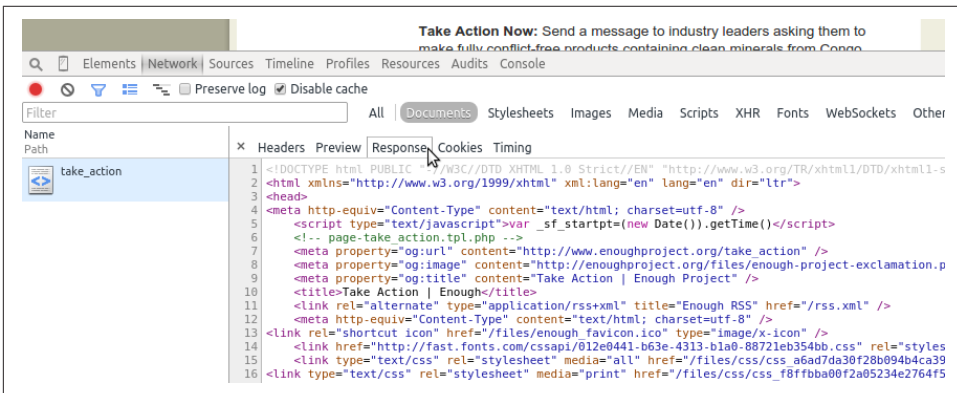 Take Action Now: Send a message to industry leaders asking them to
make fully conflict-free products containing clean minerals from Congo
Elements Network Sources Timeline Profiles Resources Audits Console
Preserve log Disable cache
Filter All Documents Stylesheets Images Media Scripts XHR Fonts WebSockets Other
Name
Path
× Headers Preview Response Cookies Timing
take_action
1 <!DOCTYPE html PUBLIC "-//W3C//DTD XHTML 1.0 Strict//EN" "http://www.w3.org/TR/xhtml1/DTD/xhtml1-s
2 <html xmlns="http://www.w3.org/1999/xhtml" xml:lang="en" lang="en" dir="ltr">
3 <head>
4 <meta http-equiv="Content-Type" content="text/html; charset=utf-8" />
5 <script type="text/javascript">var _sf_startpt=(new Date()).getTime()</script>
6 <!-- page-take_action.tpl.php -->
7 <meta property="og:url" content="http://www.enoughproject.org/take_action" />
8 <meta property="og:image" content="http://enoughproject.org/files/enough-project-exclamation.p
9 <meta property="og:title" content="Take Action | Enough Project" />
10 <title>Take Action | Enough</title>
11 <link rel="alternate" type="application/rss+xml" title="Enough RSS" href="/rss.xml" />
12 <meta http-equiv="Content-Type" content="text/html; charset=utf-8" />
13 <link rel="shortcut icon" href="/files/enough_favicon.ico" type="image/x-icon" />
14 <link href="http://fast.fonts.com/cssapi/012e0441-b63e-4313-b1a0-88721eb354bb.css" rel="styles
15 <link type="text/css" rel="stylesheet" media="all" href="/files/css/css_a6ad7da30f28b094b4ca39
16 <link type="text/css" rel="stylesheet" media="print" href="/files/css/css_f8ffbba00f2a05234e2764f5